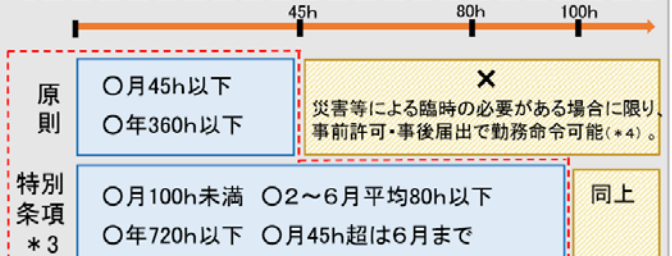 45h 80h 100h
原則
○月45h以下
○年360h以下
×
災害等による臨時の必要がある場合に限り、
事前許可・事後届出で勤務命令可能(*4)。
特別
条項
*3
○月100h未満 ○2~6月平均80h以下
○年720h以下 ○月45h超は6月まで
同上